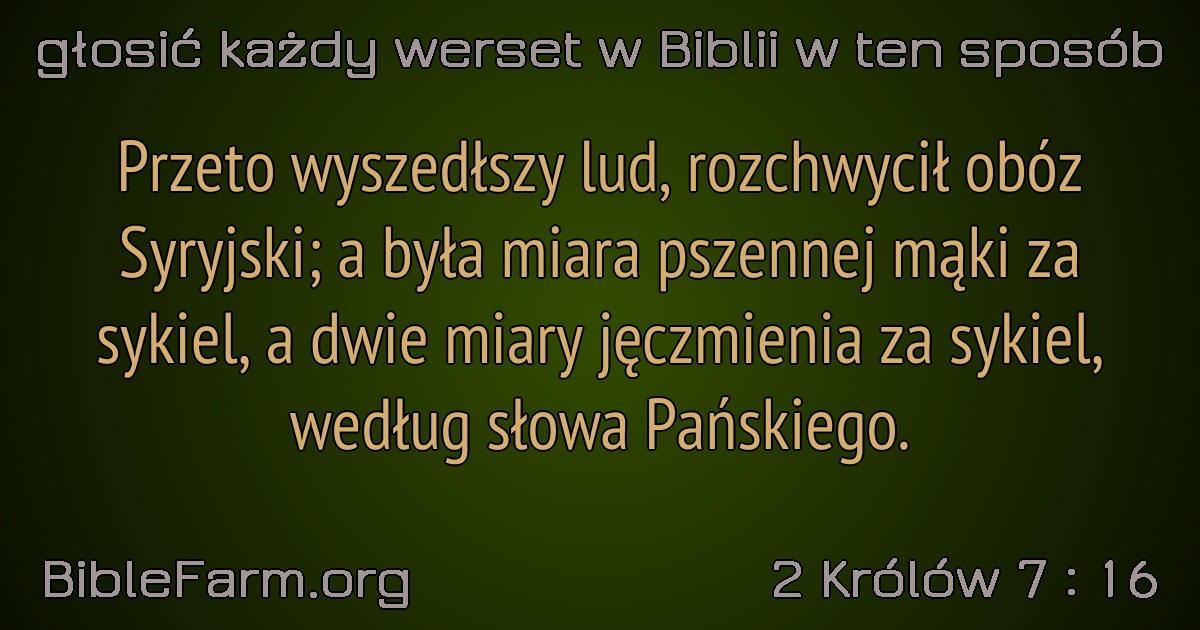 głosić każdy werset w Biblii w ten sposób
Przeto wyszedłszy lud, rozchwycił obóz
Syryjski; a była miara pszennej mąki za
sykiel, a dwie miary jęczmienia za sykiel,
według słowa Pańskiego.
BibleFarm.org
2 Królów 7 : 16